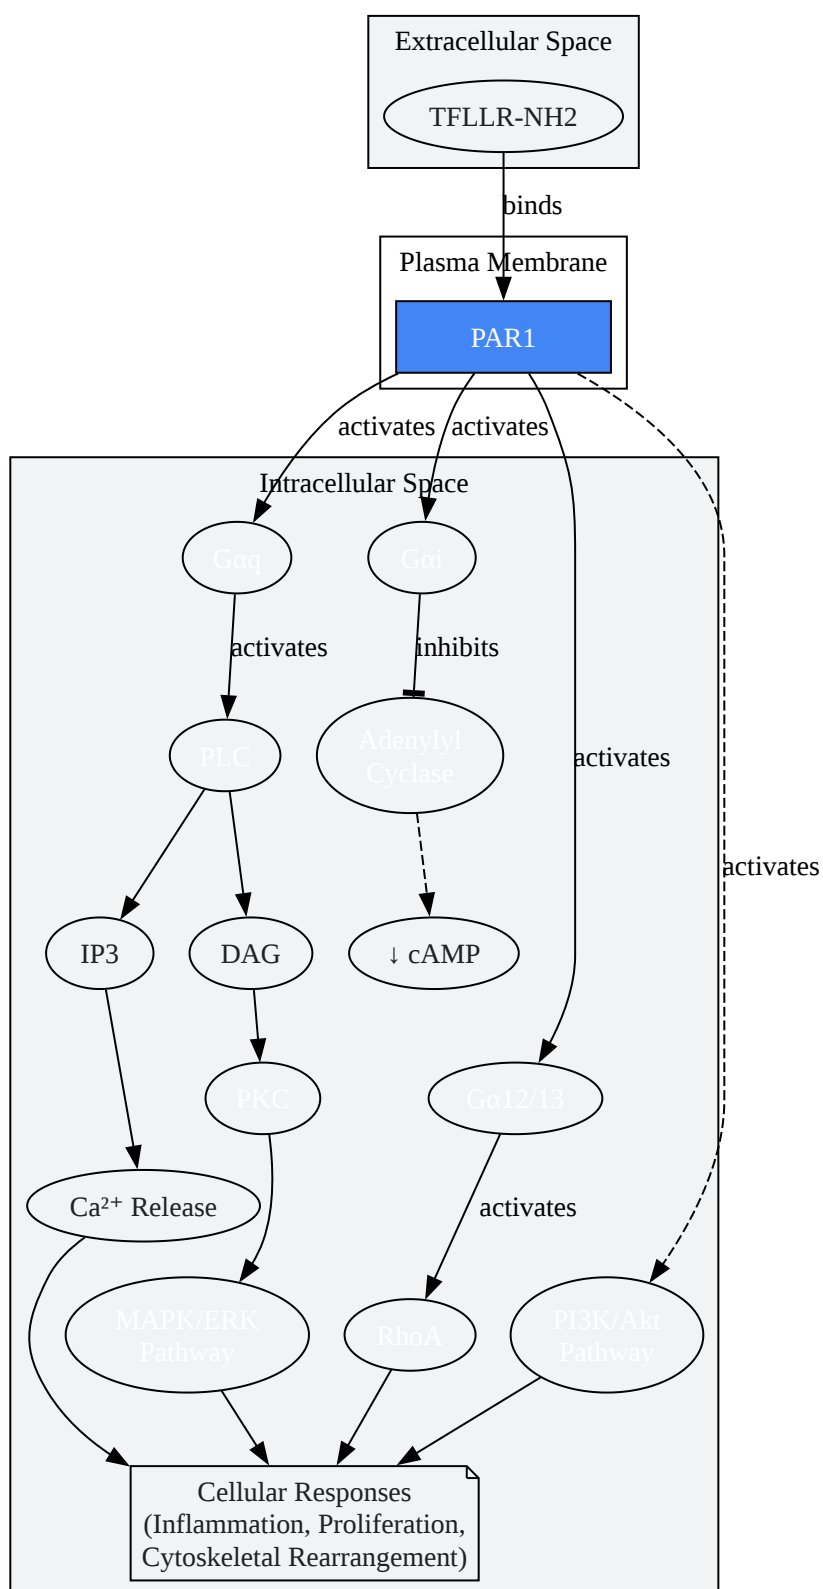 Extracellular Space
TFLLR-NH2
binds
Plasma Membrane
PAR1
activates
activates
Intracellular Space
Gαq
Gαi
activates
inhibits
PLC
Adenylyl
Cyclase
activates
activates
IP3
DAG
↓ cAMP
PKC
Gα12/13
Ca²⁺ Release
activates
MAPK/ERK
Pathway
RhoA
PI3K/Akt
Pathway
Cellular Responses
(Inflammation, Proliferation,
Cytoskeletal Rearrangement)